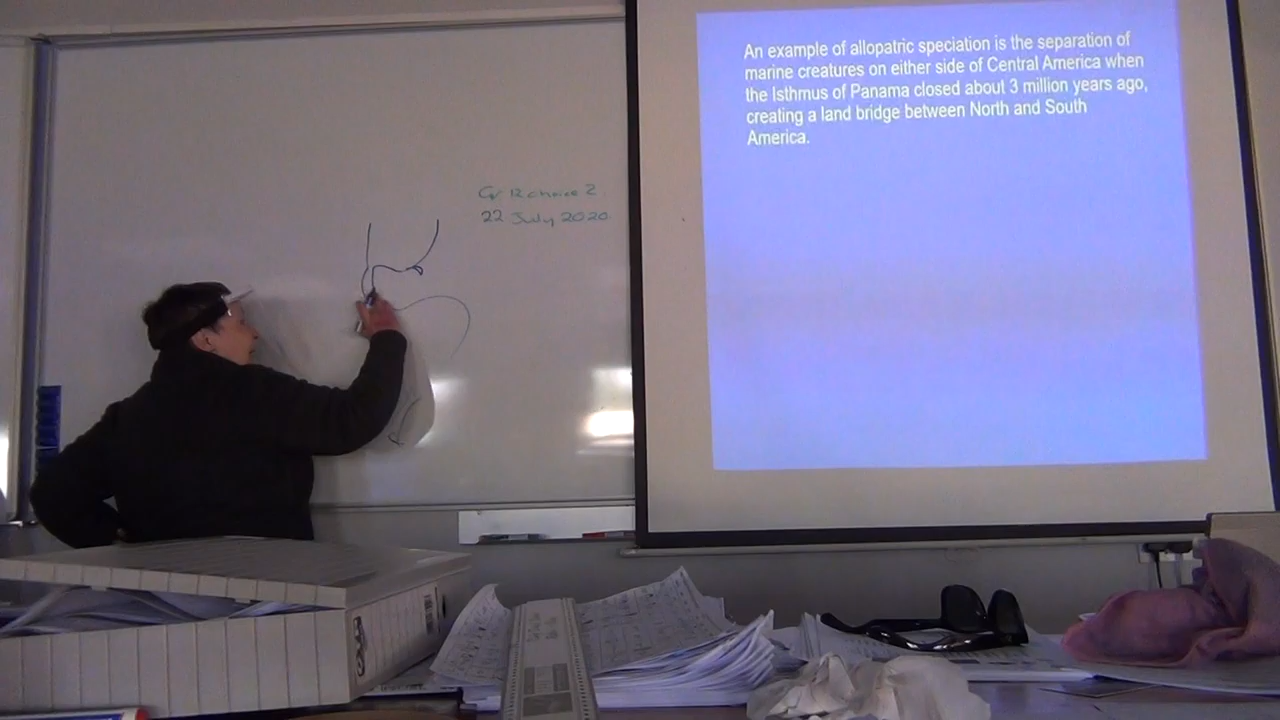 Gr 12 choice 2
22 July 2020
An example of allopatric speciation is the separation of
marine creatures on either side of Central America when
the Isthmus of Panama closed about 3 million years ago,
creating a land bridge between North and South
America.